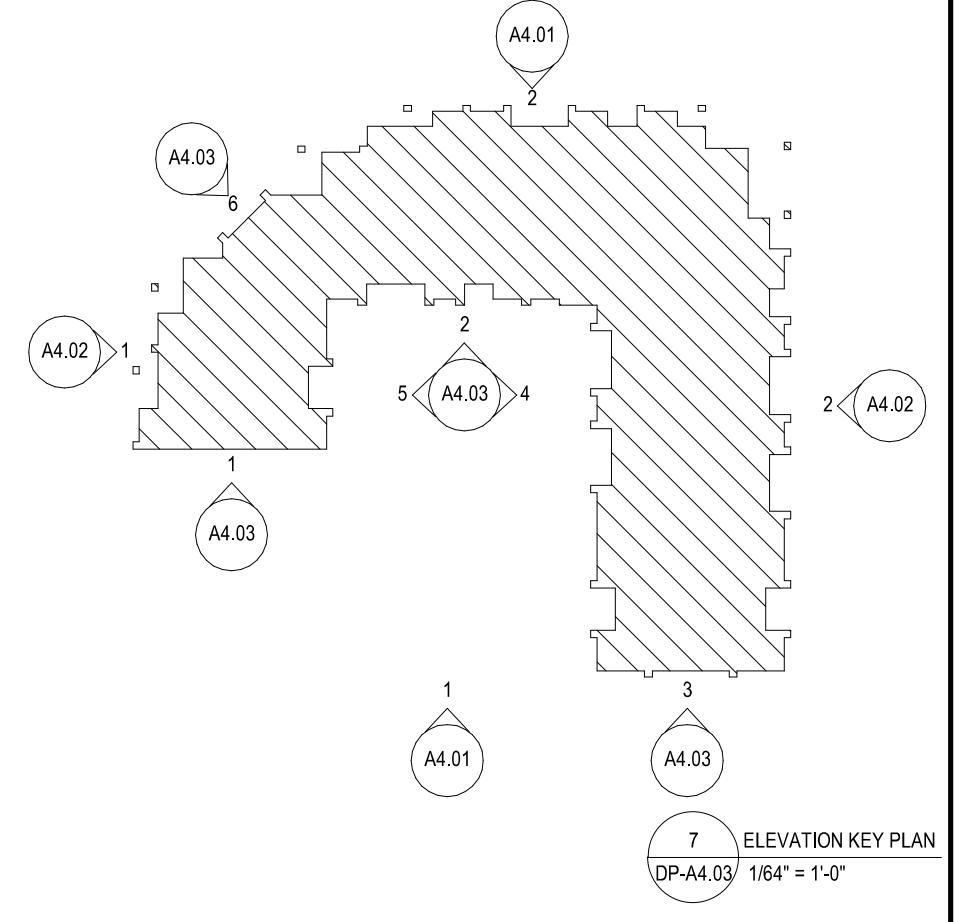 A4.01
2
A4.03
6
A4.02
1
2
5
A4.03
4
2
A4.02
1
A4.03
1
A4.01
3
A4.03
7
ELEVATION KEY PLAN
DP-A4.03
1/64" = 1'-0"